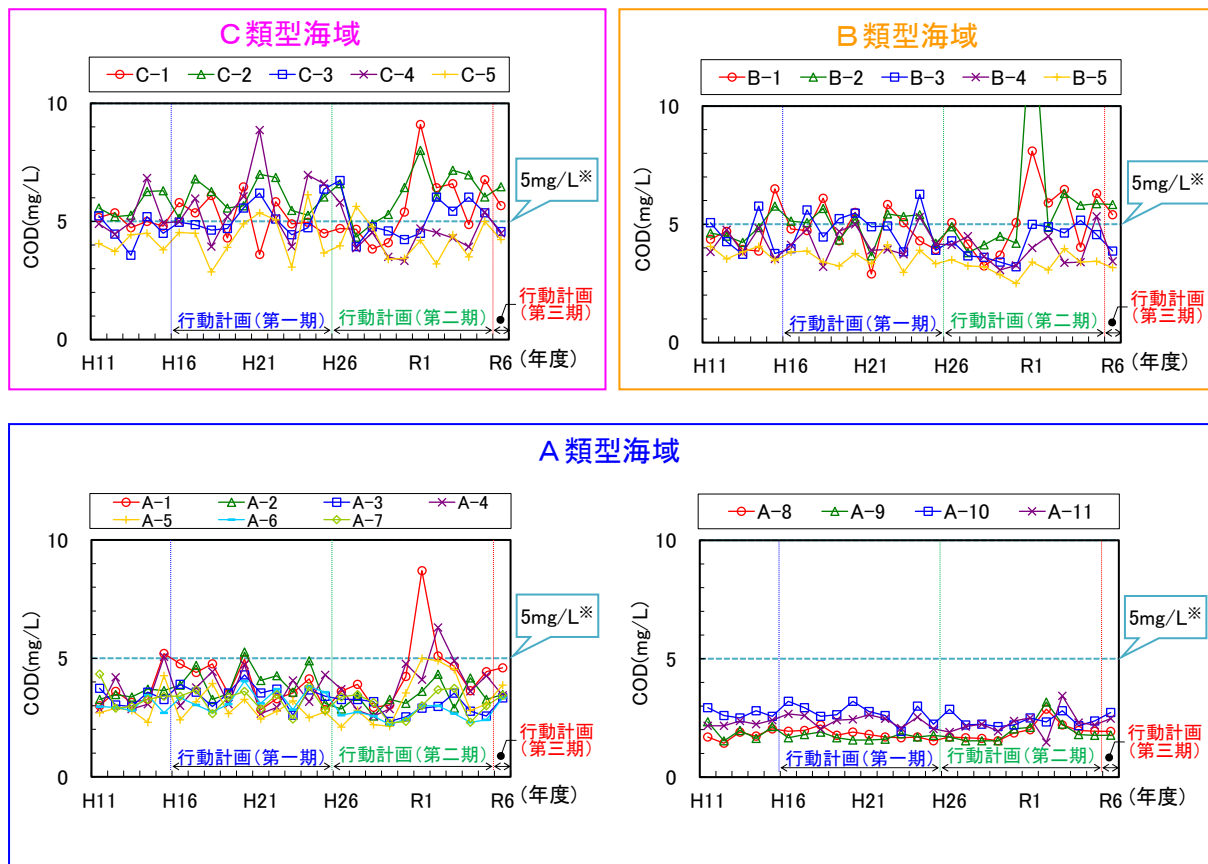 C類型海域
C-1 C-2 C-3 C-4 C-5
10
5
0
COD(mg/L)
5mg/L※
行動計画(第一期)
行動計画(第二期)
行動計画
(第三期)
H11 H16 H21 H26 R1 R6 (年度)
B類型海域
B-1 B-2 B-3 B-4 B-5
10
5
0
COD(mg/L)
5mg/L※
行動計画(第一期)
行動計画(第二期)
行動計画
(第三期)
H11 H16 H21 H26 R1 R6 (年度)
A類型海域
A-1 A-2 A-3 A-4
A-5 A-6 A-7
10
5
0
COD(mg/L)
5mg/L※
行動計画(第一期)
行動計画(第二期)
行動計画
(第三期)
H11 H16 H21 H26 R1 R6 (年度)
A-8 A-9 A-10 A-11
10
5
0
COD(mg/L)
5mg/L※
行動計画(第一期)
行動計画(第二期)
行動計画
(第三期)
H11 H16 H21 H26 R1 R6 (年度)